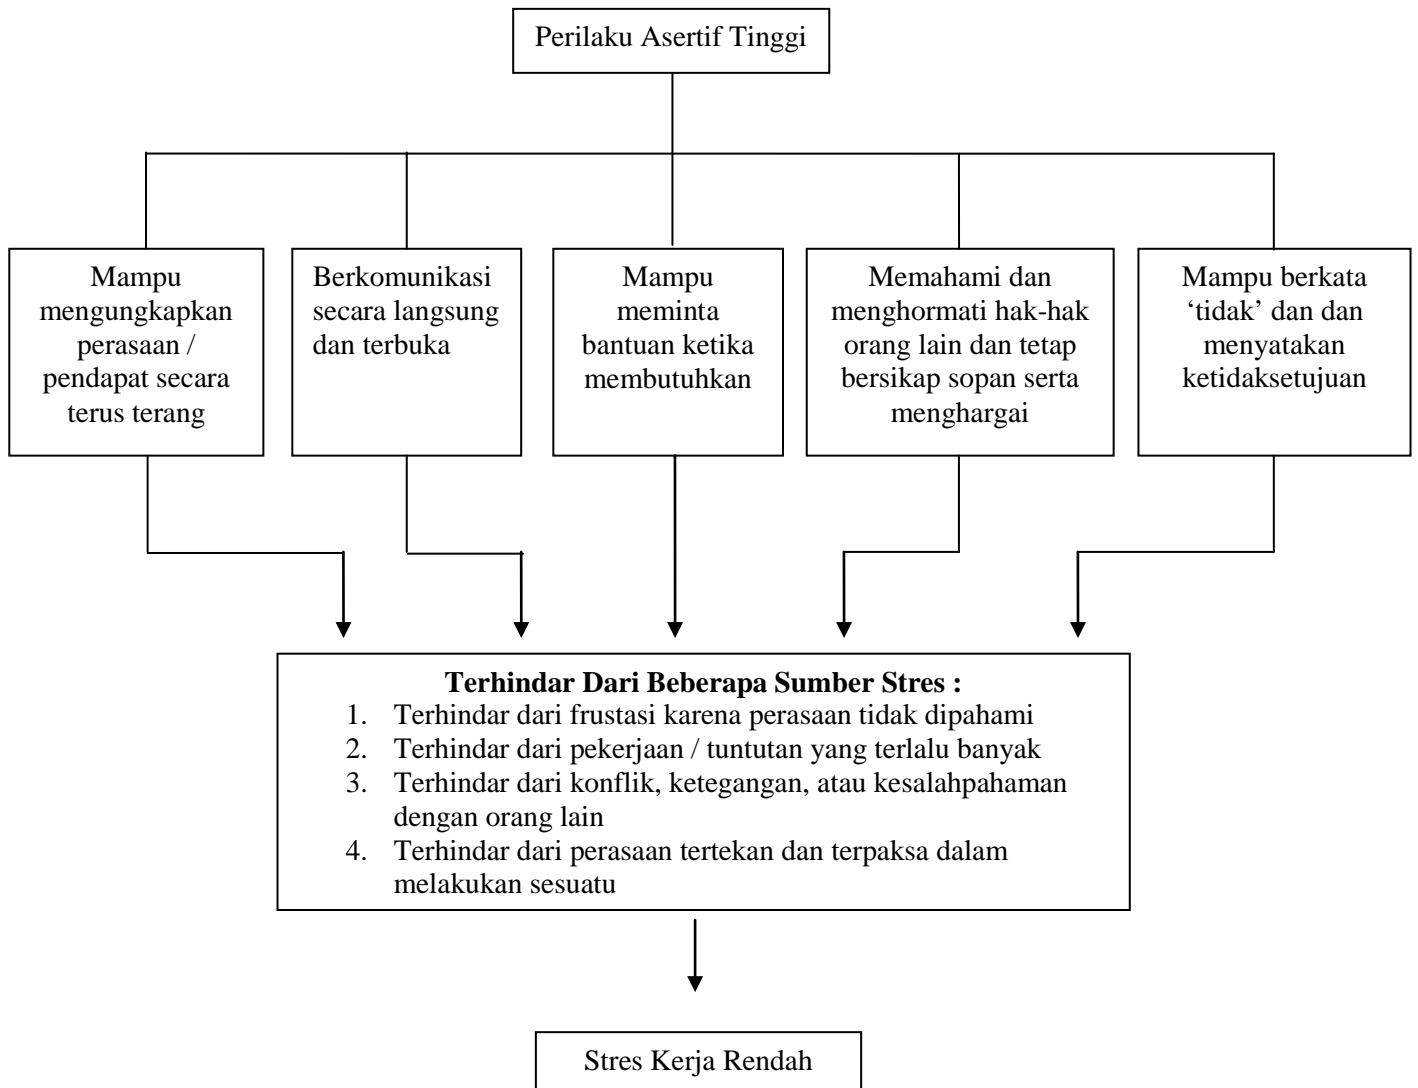 Perilaku Asertif Tinggi
Mampu
mengungkapkan
perasaan /
pendapat secara
terus terang
Berkomunikasi
secara langsung
dan terbuka
Mampu
meminta
bantuan ketika
membutuhkan
Memahami dan
menghormati hak-hak
orang lain dan tetap
bersikap sopan serta
menghargai
Mampu berkata
‘tidak’ dan dan
menyatakan
ketidaksetujuan
Terhindar Dari Beberapa Sumber Stres :
1. Terhindar dari frustasi karena perasaan tidak dipahami
2. Terhindar dari pekerjaan / tuntutan yang terlalu banyak
3. Terhindar dari konflik, ketegangan, atau kesalahpahaman
dengan orang lain
4. Terhindar dari perasaan tertekan dan terpaksa dalam
melakukan sesuatu
Stres Kerja Rendah